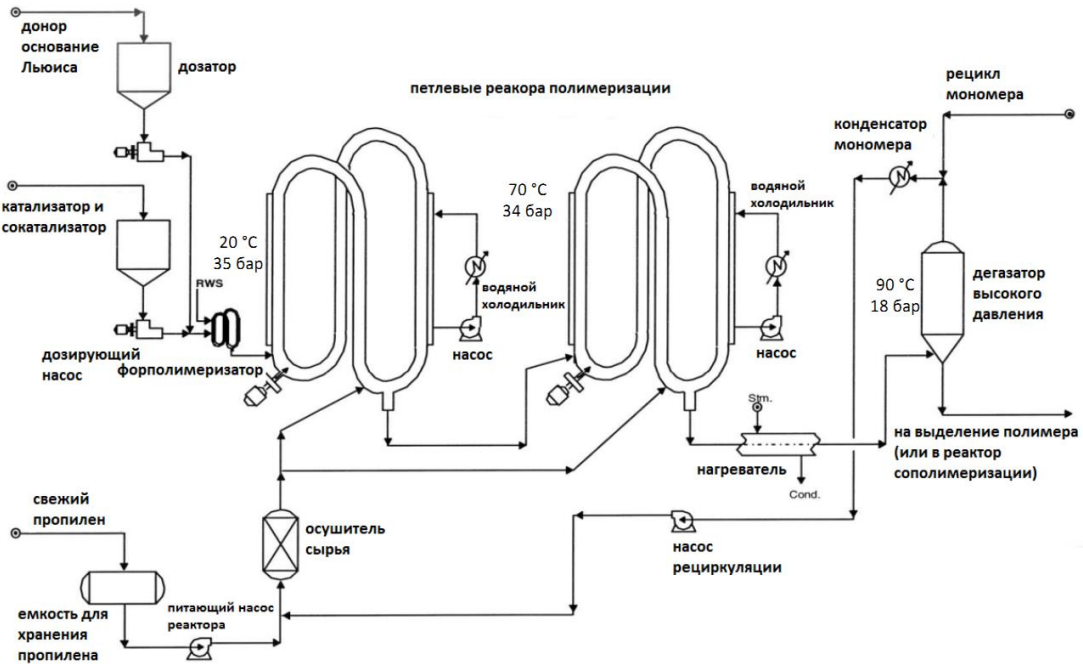 донор
основание
Льюиса
дозатор
петлевые реакора полимеризации
рецикл
мономера
конденсатор
мономера
катализатор и
сокатализатор
20 °C
35 бар
RWS
70 °C
34 бар
водяной
холодильник
водяной
холодильник
90 °C
18 бар
дегазатор
высокого
давления
дозирующий
насос
форполимеризатор
насос
насос
Stm.
нагреватель
Cond.
на выделение полимера
(или в реактор
сополимеризации)
свежий
пропилен
осушитель
сырья
насос
рециркуляции
емкость для
хранения
пропилена
питающий насос
реактора